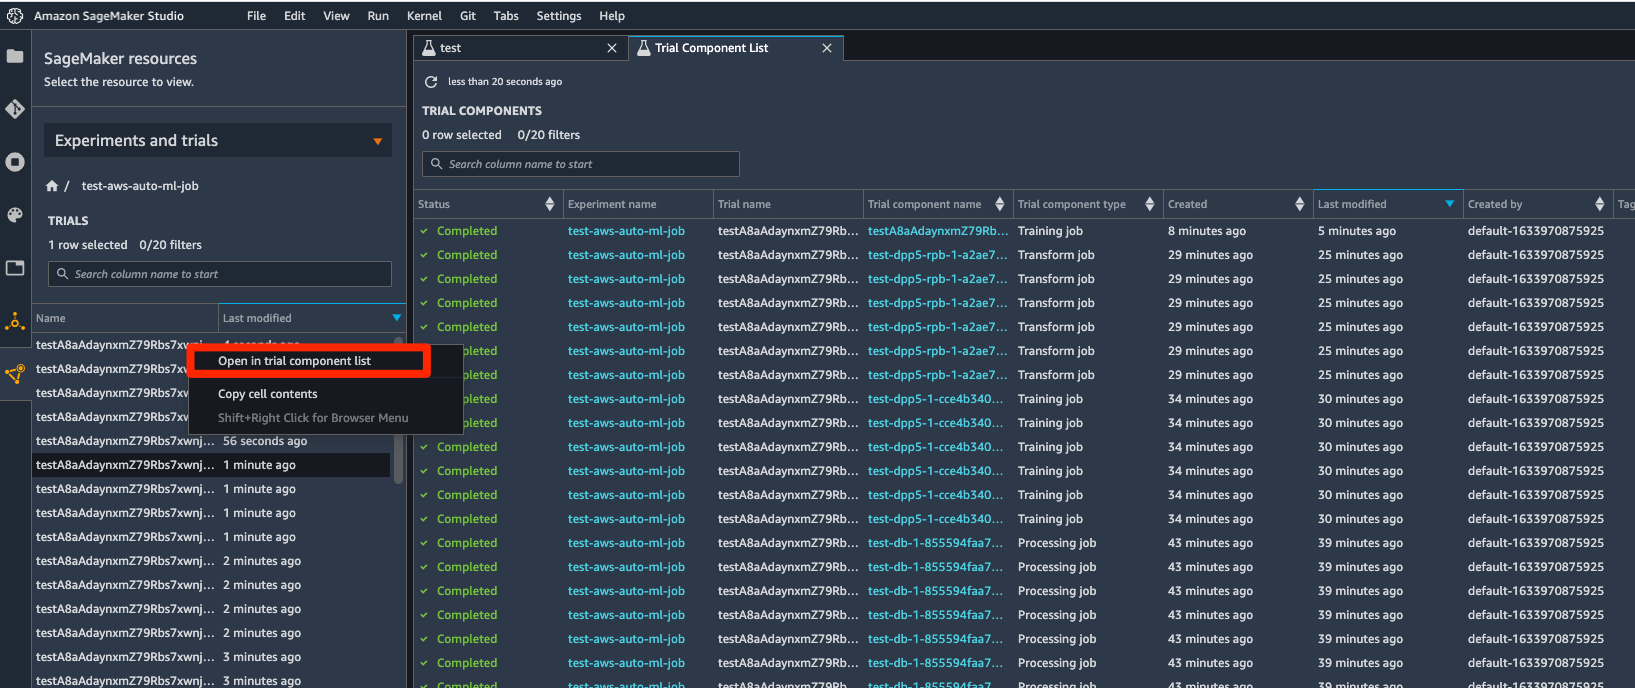 Amazon SageMaker Studio File Edit View Run Kernel Git Tabs Settings Help
SageMaker resources
Select the resource to view.
Experiments and trials
/ test-aws-auto-ml-job
TRIALS
1 row selected 0/20 filters
Search column name to start
Name Last modified
testA8aAdaynxmZ79Rbs7xwnj...
testA8aAdaynxmZ79Rbs
testA8aAdaynxmZ79Rbs
testA8aAdaynxmZ79Rbs
testA8aAdaynxmZ79Rbs7xwnj... 56 seconds ago
testA8aAdaynxmZ79Rbs7xwnj... 1 minute ago
testA8aAdaynxmZ79Rbs7xwnj... 1 minute ago
testA8aAdaynxmZ79Rbs7xwnj... 1 minute ago
testA8aAdaynxmZ79Rbs7xwnj... 1 minute ago
testA8aAdaynxmZ79Rbs7xwnj... 2 minutes ago
testA8aAdaynxmZ79Rbs7xwnj... 2 minutes ago
testA8aAdaynxmZ79Rbs7xwnj... 2 minutes ago
testA8aAdaynxmZ79Rbs7xwnj... 2 minutes ago
testA8aAdaynxmZ79Rbs7xwnj... 3 minutes ago
testA8aAdaynxmZ79Rbs7xwnj... 3 minutes ago
Open in trial component list
Copy cell contents
Shift+Right Click for Browser Menu
test Trial Component List
less than 20 seconds ago
TRIAL COMPONENTS
0 row selected 0/20 filters
Search column name to start
Status Experiment name Trial name Trial component name Trial component type Created Last modified Created by Tag
Completed test-aws-auto-ml-job testA8aAdaynxmZ79Rb... testA8aAdaynxmZ79Rb... Training job 8 minutes ago 5 minutes ago default-1633970875925
Completed test-aws-auto-ml-job testA8aAdaynxmZ79Rb... test-dpp5-rpb-1-a2ae7... Transform job 29 minutes ago 25 minutes ago default-1633970875925
Completed test-aws-auto-ml-job testA8aAdaynxmZ79Rb... test-dpp5-rpb-1-a2ae7... Transform job 29 minutes ago 25 minutes ago default-1633970875925
Completed test-aws-auto-ml-job testA8aAdaynxmZ79Rb... test-dpp5-rpb-1-a2ae7... Transform job 29 minutes ago 25 minutes ago default-1633970875925
Completed test-aws-auto-ml-job testA8aAdaynxmZ79Rb... test-dpp5-rpb-1-a2ae7... Transform job 29 minutes ago 25 minutes ago default-1633970875925
ompleted test-aws-auto-ml-job testA8aAdaynxmZ79Rb... test-dpp5-rpb-1-a2ae7... Transform job 29 minutes ago 25 minutes ago default-1633970875925
ompleted test-aws-auto-ml-job testA8aAdaynxmZ79Rb... test-dpp5-rpb-1-a2ae7... Transform job 29 minutes ago 25 minutes ago default-1633970875925
ompleted test-aws-auto-ml-job testA8aAdaynxmZ79Rb... test-dpp5-1-cce4b340... Training job 34 minutes ago 30 minutes ago default-1633970875925
ompleted test-aws-auto-ml-job testA8aAdaynxmZ79Rb... test-dpp5-1-cce4b340... Training job 34 minutes ago 30 minutes ago default-1633970875925
Completed test-aws-auto-ml-job testA8aAdaynxmZ79Rb... test-dpp5-1-cce4b340... Training job 34 minutes ago 30 minutes ago default-1633970875925
Completed test-aws-auto-ml-job testA8aAdaynxmZ79Rb... test-dpp5-1-cce4b340... Training job 34 minutes ago 30 minutes ago default-1633970875925
Completed test-aws-auto-ml-job testA8aAdaynxmZ79Rb... test-dpp5-1-cce4b340... Training job 34 minutes ago 30 minutes ago default-1633970875925
Completed test-aws-auto-ml-job testA8aAdaynxmZ79Rb... test-dpp5-1-cce4b340... Training job 34 minutes ago 30 minutes ago default-1633970875925
Completed test-aws-auto-ml-job testA8aAdaynxmZ79Rb... test-db-1-855594faa7... Processing job 43 minutes ago 39 minutes ago default-1633970875925
Completed test-aws-auto-ml-job testA8aAdaynxmZ79Rb... test-db-1-855594faa7... Processing job 43 minutes ago 39 minutes ago default-1633970875925
Completed test-aws-auto-ml-job testA8aAdaynxmZ79Rb... test-db-1-855594faa7... Processing job 43 minutes ago 39 minutes ago default-1633970875925
Completed test-aws-auto-ml-job testA8aAdaynxmZ79Rb... test-db-1-855594faa7... Processing job 43 minutes ago 39 minutes ago default-1633970875925
Completed test-aws-auto-ml-job testA8aAdaynxmZ79Rb... test-db-1-855594faa7... Processing job 43 minutes ago 39 minutes ago default-1633970875925
Completed test-aws-auto-ml-job testA8aAdaynxmZ79Rb... test-db-1-855594faa7... Processing job 43 minutes ago 39 minutes ago default-1633970875925
Completed test-aws-auto-ml-job testA8aAdaynxmZ79Rb... test-db-1-855594faa7... Processing job 43 minutes ago 39 minutes ago default-1633970875925